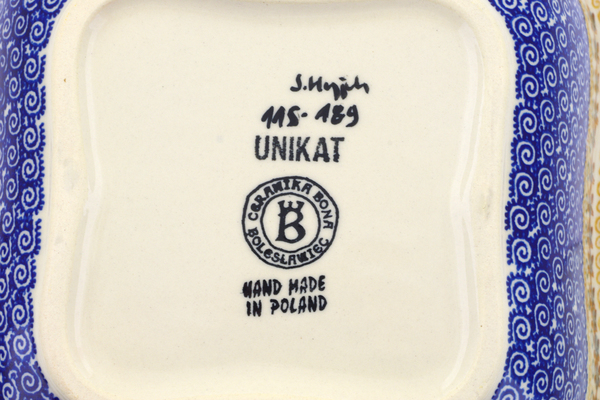 115-189
UNIKAT
CERAMIKA BONA
B
BOLESŁAWIEC
HAND MADE
IN POLAND